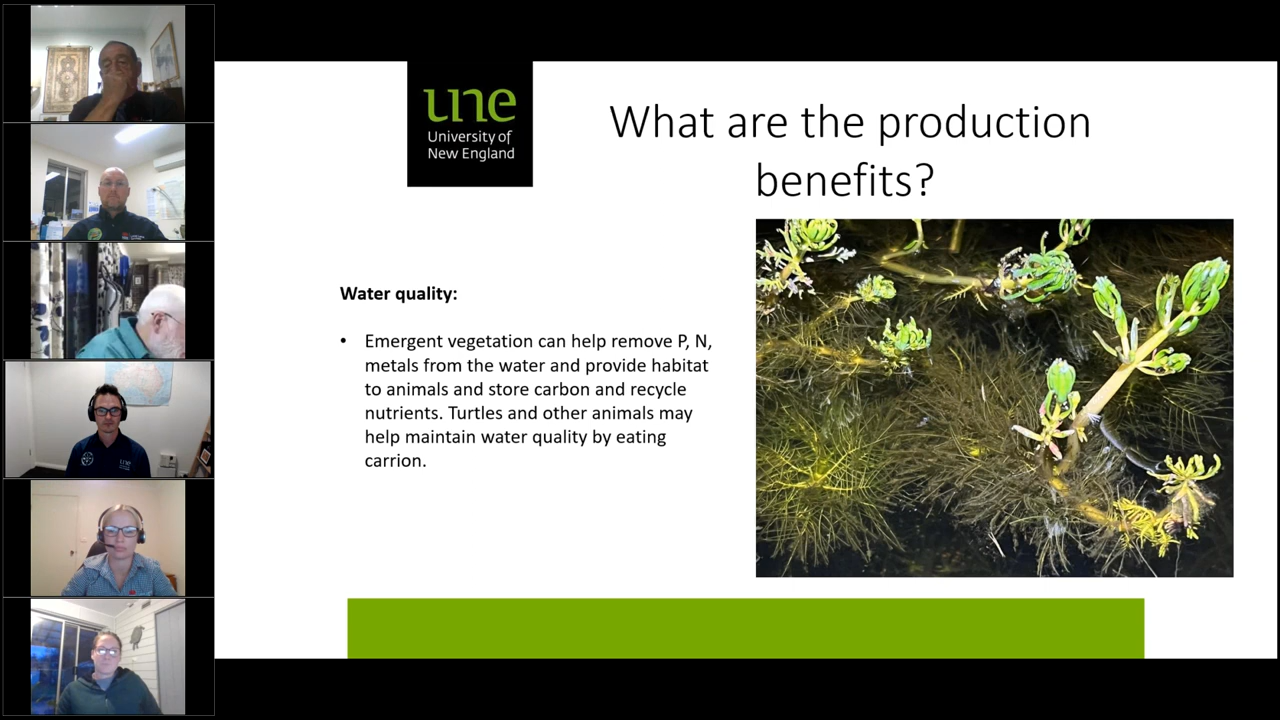 une
University of
New England
What are the production
benefits?
Water quality:
• Emergent vegetation can help remove P, N,
metals from the water and provide habitat
to animals and store carbon and recycle
nutrients. Turtles and other animals may
help maintain water quality by eating
carrion.
une